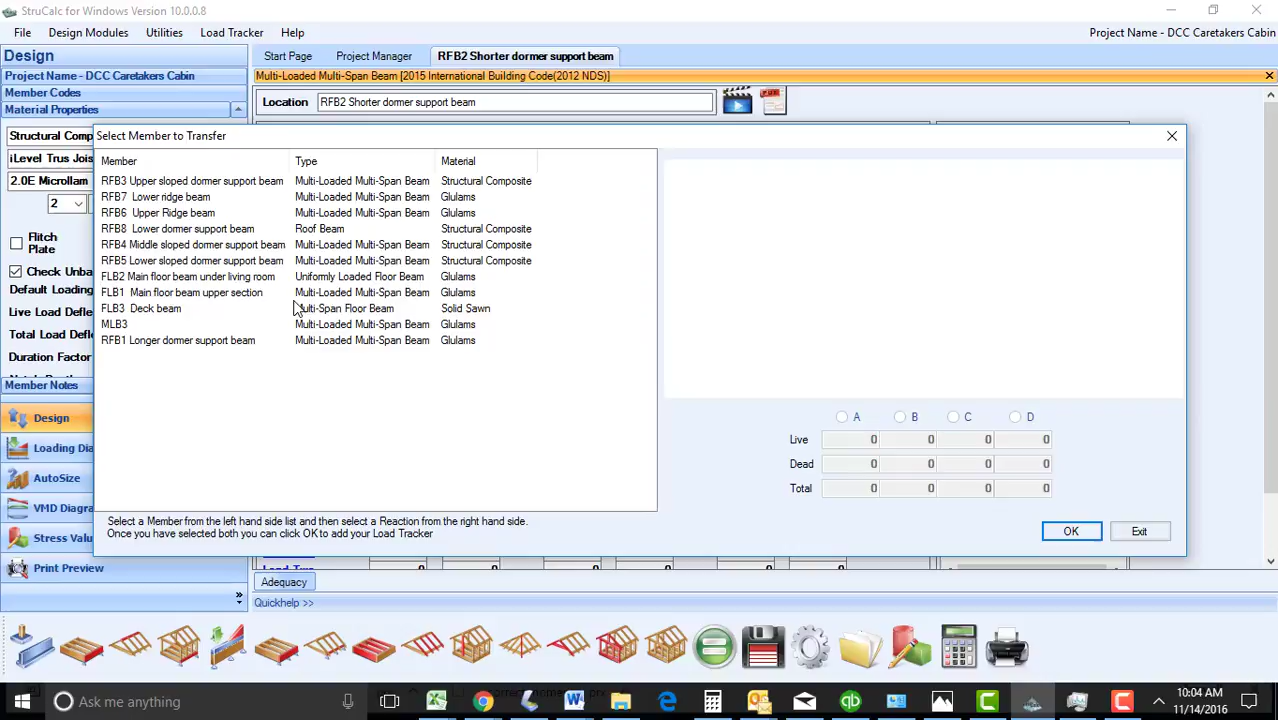 StruCalc for Windows Version 10.0.0.8
File Design Modules Utilities Load Tracker Help Project Name - DCC Caretakers Cabin
Design
Start Page Project Manager RFB2 Shorter dormer support beam
Project Name - DCC Caretakers Cabin
Multi-Loaded Multi-Span Beam [2015 International Building Code(2012 NDS)]
Member Codes
Material Properties
Location RFB2 Shorter dormer support beam
Structural Comp
iLevel Trus Jois
2.0E Microllam
2
Flitch
Plate
Check Unba
Default Loading
Live Load Defle
Total Load Defl
Duration Factor
Member Notes
Design
Loading Dia
AutoSize
VMD Diagra
Stress Valu
Print Preview
Select Member to Transfer
Member Type Material
RFB3 Upper sloped dormer support beam Multi-Loaded Multi-Span Beam Structural Composite
RFB7 Lower ridge beam Multi-Loaded Multi-Span Beam Glulams
RFB6 Upper Ridge beam Multi-Loaded Multi-Span Beam Glulams
RFB8 Lower dormer support beam Roof Beam Structural Composite
RFB4 Middle sloped dormer support beam Multi-Loaded Multi-Span Beam Structural Composite
RFB5 Lower sloped dormer support beam Multi-Loaded Multi-Span Beam Structural Composite
FLB2 Main floor beam under living room Uniformly Loaded Floor Beam Glulams
FLB1 Main floor beam upper section Multi-Loaded Multi-Span Beam Glulams
FLB3 Deck beam Multi-Span Floor Beam Solid Sawn
MLB3 Multi-Loaded Multi-Span Beam Glulams
RFB1 Longer dormer support beam Multi-Loaded Multi-Span Beam Glulams
A B C D
Live 0 0 0 0
Dead 0 0 0 0
Total 0 0 0 0
Select a Member from the left hand side list and then select a Reaction from the right hand side.
Once you have selected both you can click OK to add your Load Tracker
OK Exit
Adequacy
Quickhelp >>
Ask me anything
10:04 AM
11/14/2016